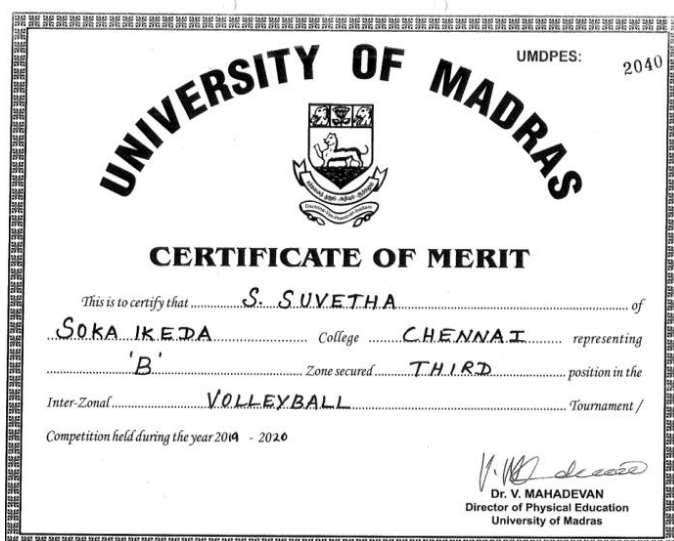 UMDPES: 2040
UNIVERSITY OF MADRAS
CERTIFICATE OF MERIT
This is to certify that S. SUVETHA of
SOKA IKEDA College CHENNAI representing
'B' Zone secured THIRD position in the
Inter-Zonal VOLLEYBALL Tournament /
Competition held during the year 2019 - 2020
Dr. V. MAHADEVAN
Director of Physical Education
University of Madras